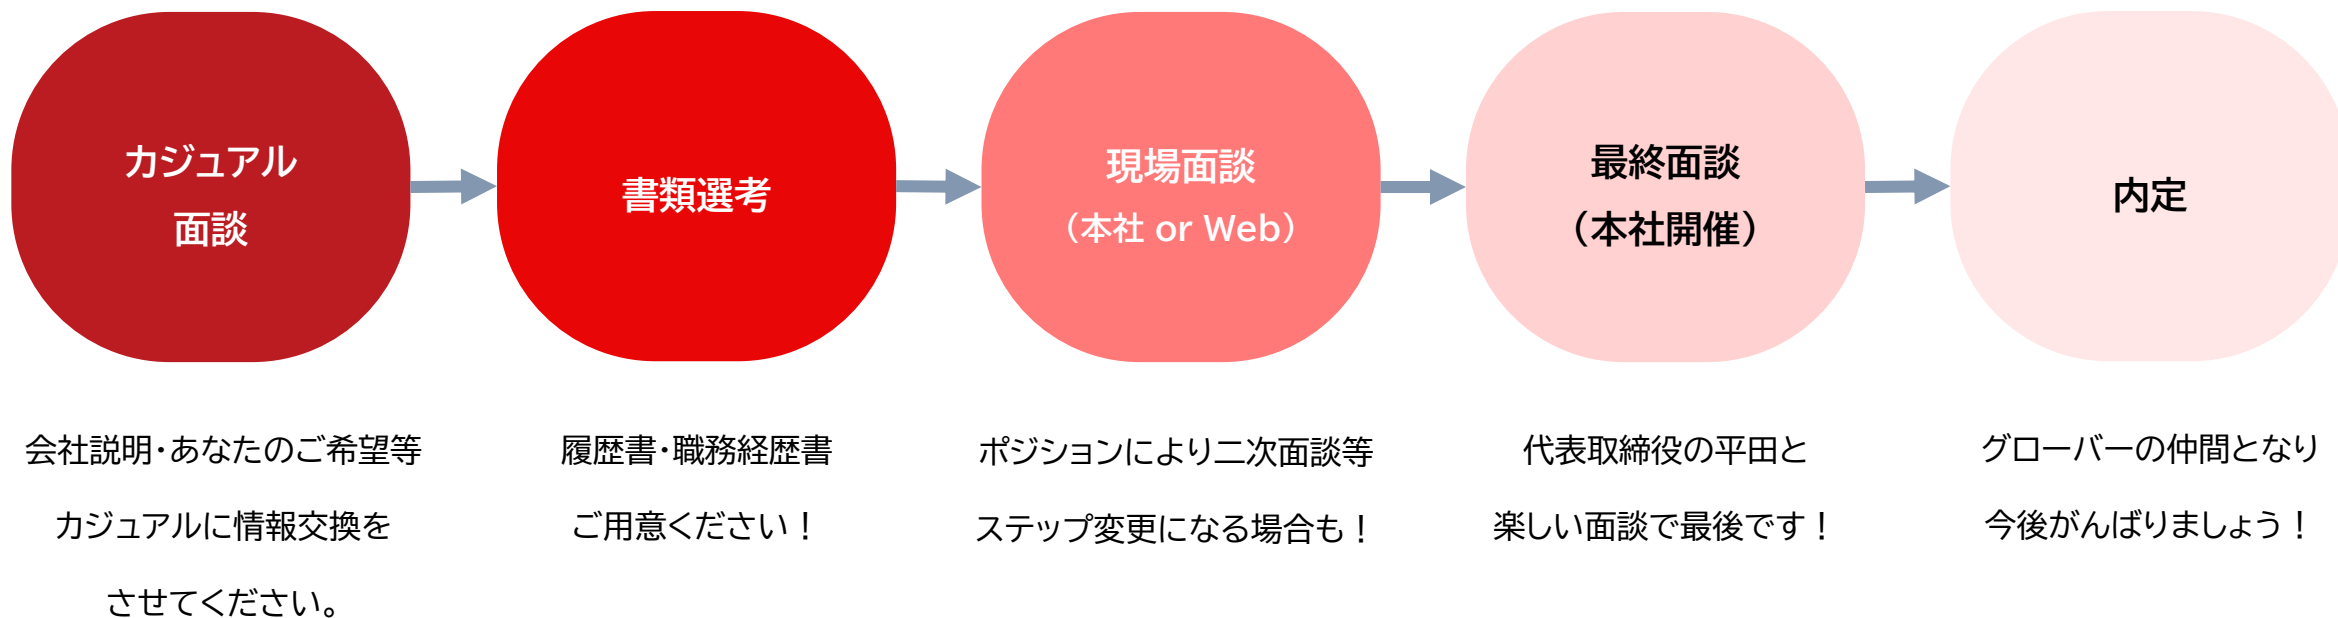 カジュアル
面談
書類選考
現場面談
（本社 or Web）
最終面談
（本社開催）
内定
会社説明・あなたのご希望等
カジュアルに情報交換を
させてください。
履歴書・職務経歴書
ご用意ください！
ポジションにより二次面談等
ステップ変更になる場合も！
代表取締役の平田と
楽しい面談で最後です！
グローバーの仲間となり
今後がんばりましょう！